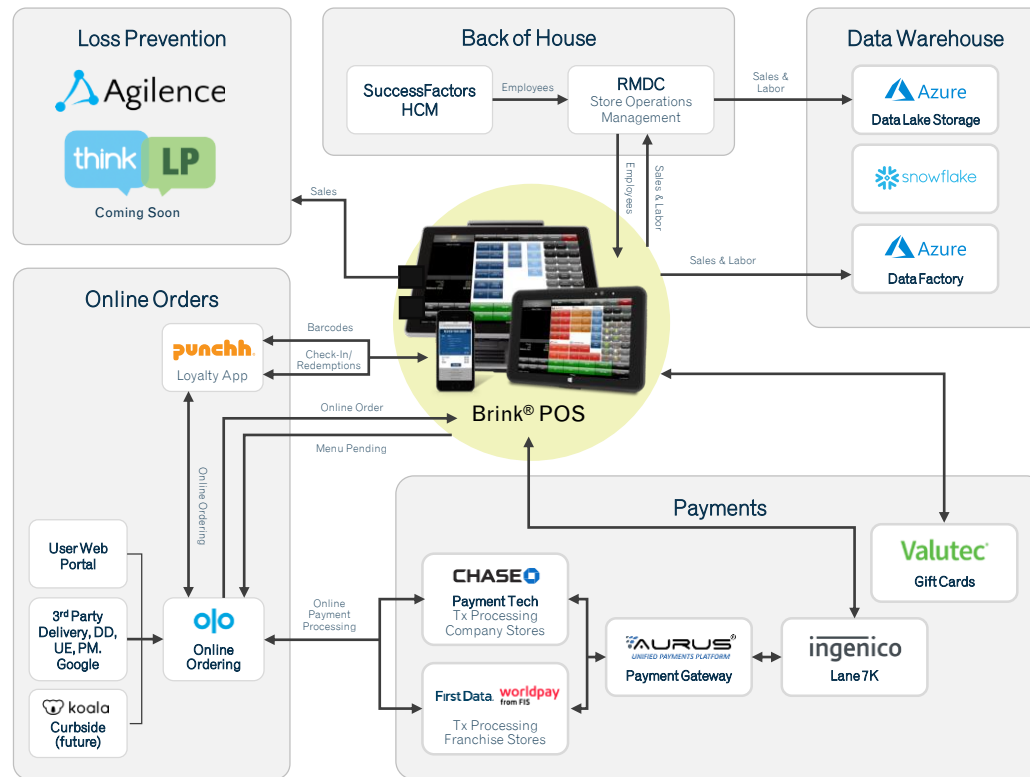 Loss Prevention
Agilence
think LP
Coming Soon
Back of House
SuccessFactors
HCM
Employees
RMDC
Store Operations
Management
Sales &
Labor
Data Warehouse
Azure
Data Lake Storage
snowflake
Azure
Data Factory
Sales
Employees
Sales & Labor
Sales & Labor
Online Orders
punchh
Loyalty App
Barcodes
Check-In/
Redemptions
Online Order
Menu Pending
Brink® POS
Online Ordering
User Web
Portal
3rd Party
Delivery, DD,
UE, PM.
Google
koala
Curbside
(future)
olo
Online
Ordering
Online
Payment
Processing
Payments
CHASE
Payment Tech
Tx Processing
Company Stores
First Data. worldpay
from FIS
Tx Processing
Franchise Stores
AURUS®
UNIFIED PAYMENTS PLATFORM
Payment Gateway
ingenico
Lane 7K
Valutec®
Gift Cards